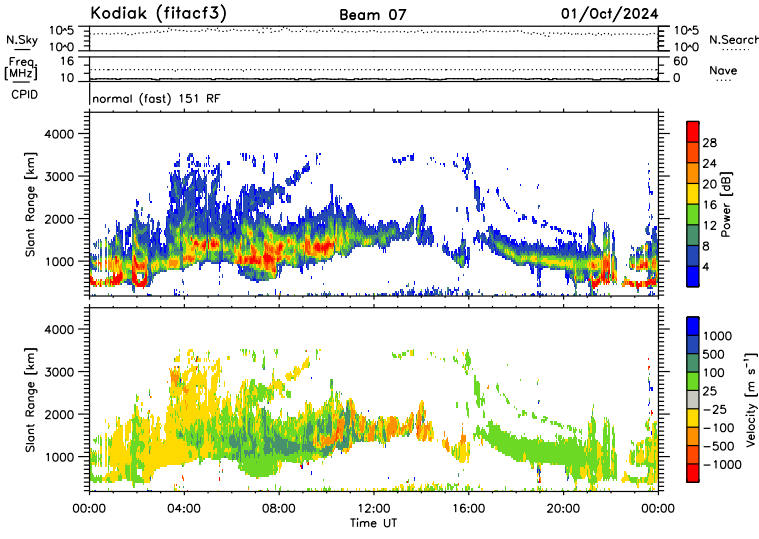 Kodiak (fitacf3) Beam 07 01/Oct/2024
N.Sky 10^5 10^0 10^5 10^0 N.Search
Freq. [MHz] 16 10 60 0 Nave
CPID normal (fast) 151 RF
Slant Range [km] 4000 3000 2000 1000
Power [dB] 28 24 20 16 12 8 4
Slant Range [km] 4000 3000 2000 1000
Velocity [m s⁻¹] 1000 500 100 25 −25 −100 −500 −1000
00:00 04:00 08:00 12:00 16:00 20:00 00:00
Time UT